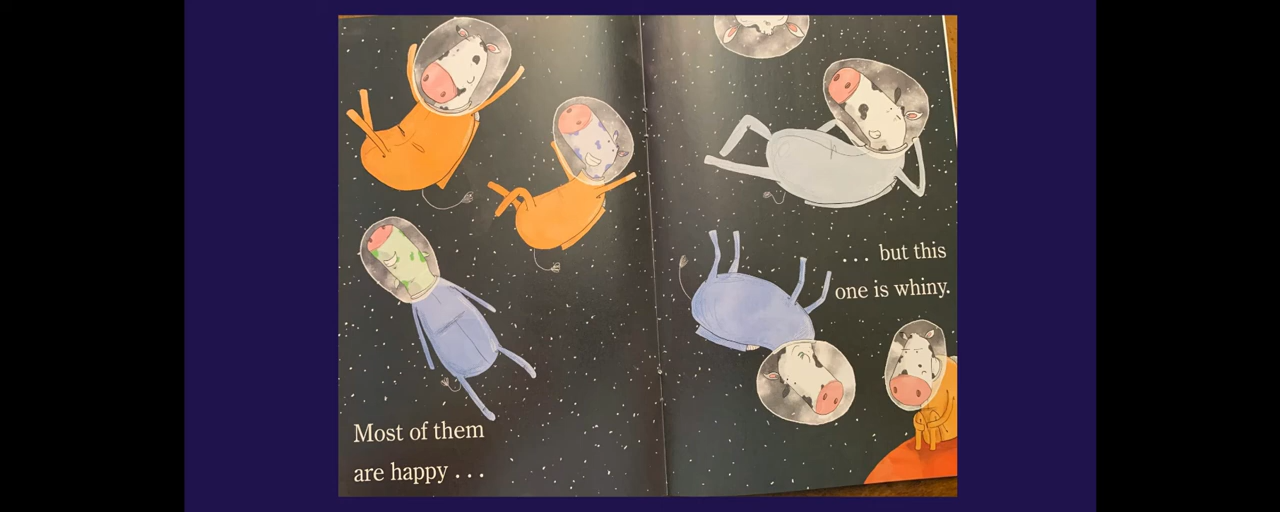 Most of them
are happy . . .
. . . but this
one is whiny.